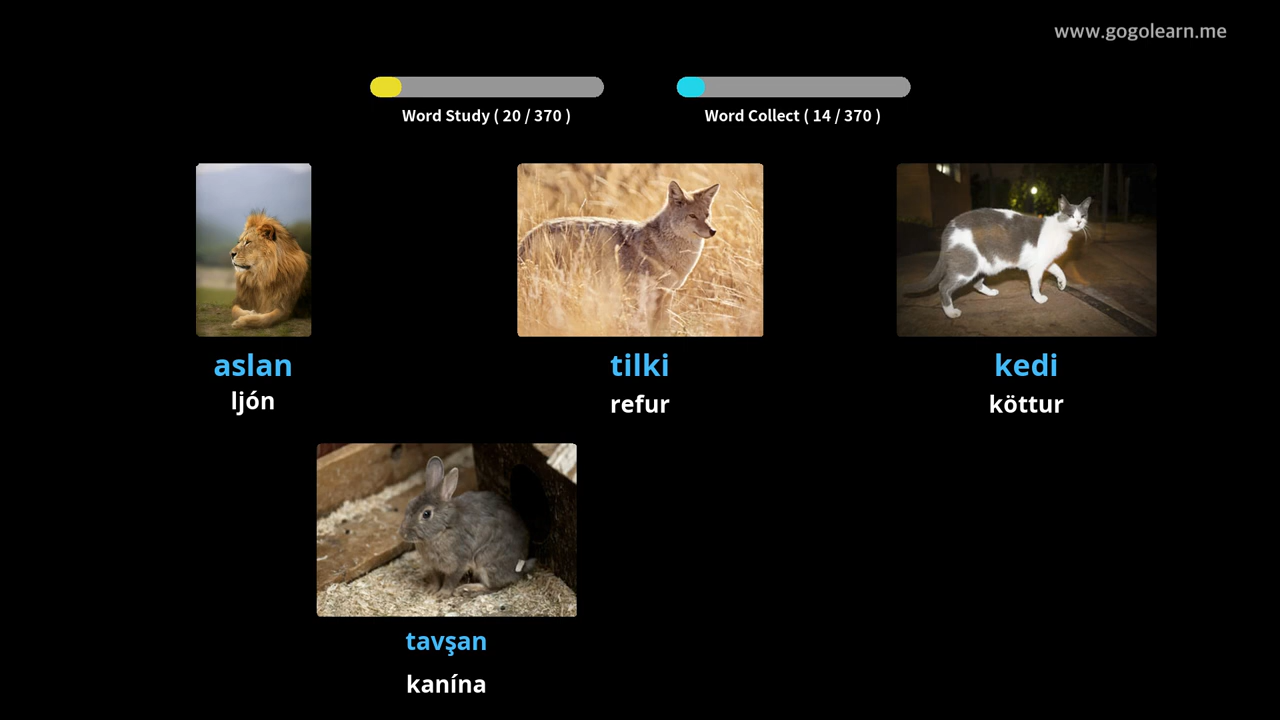 www.gogolearn.me
Word Study ( 20 / 370 )
Word Collect ( 14 / 370 )
aslan
ljón
tilki
refur
kedi
köttur
tavşan
kanína